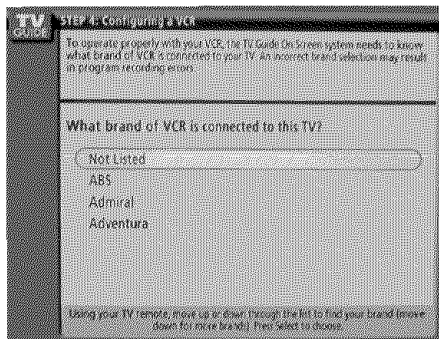 TV
GUIDE
STEP 4: Configuring a VCR
To operate properly with your VCR, the TV Guide On Screen system needs to know
what brand of VCR is connected to your TV. An incorrect brand selection may result
in program recording errors.
What brand of VCR is connected to this TV?
Not Listed
ABS
Admiral
Adventura
Using your TV remote, move up or down through the list to find your brand (move
down for more brands). Press Select to choose.